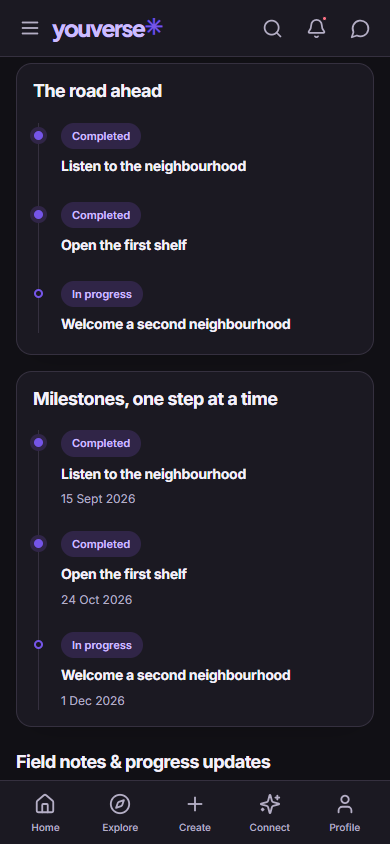 youverse
The road ahead
Completed
Listen to the neighbourhood
Completed
Open the first shelf
In progress
Welcome a second neighbourhood
Milestones, one step at a time
Completed
Listen to the neighbourhood
15 Sept 2026
Completed
Open the first shelf
24 Oct 2026
In progress
Welcome a second neighbourhood
1 Dec 2026
Field notes & progress updates
Home Explore Create Connect Profile